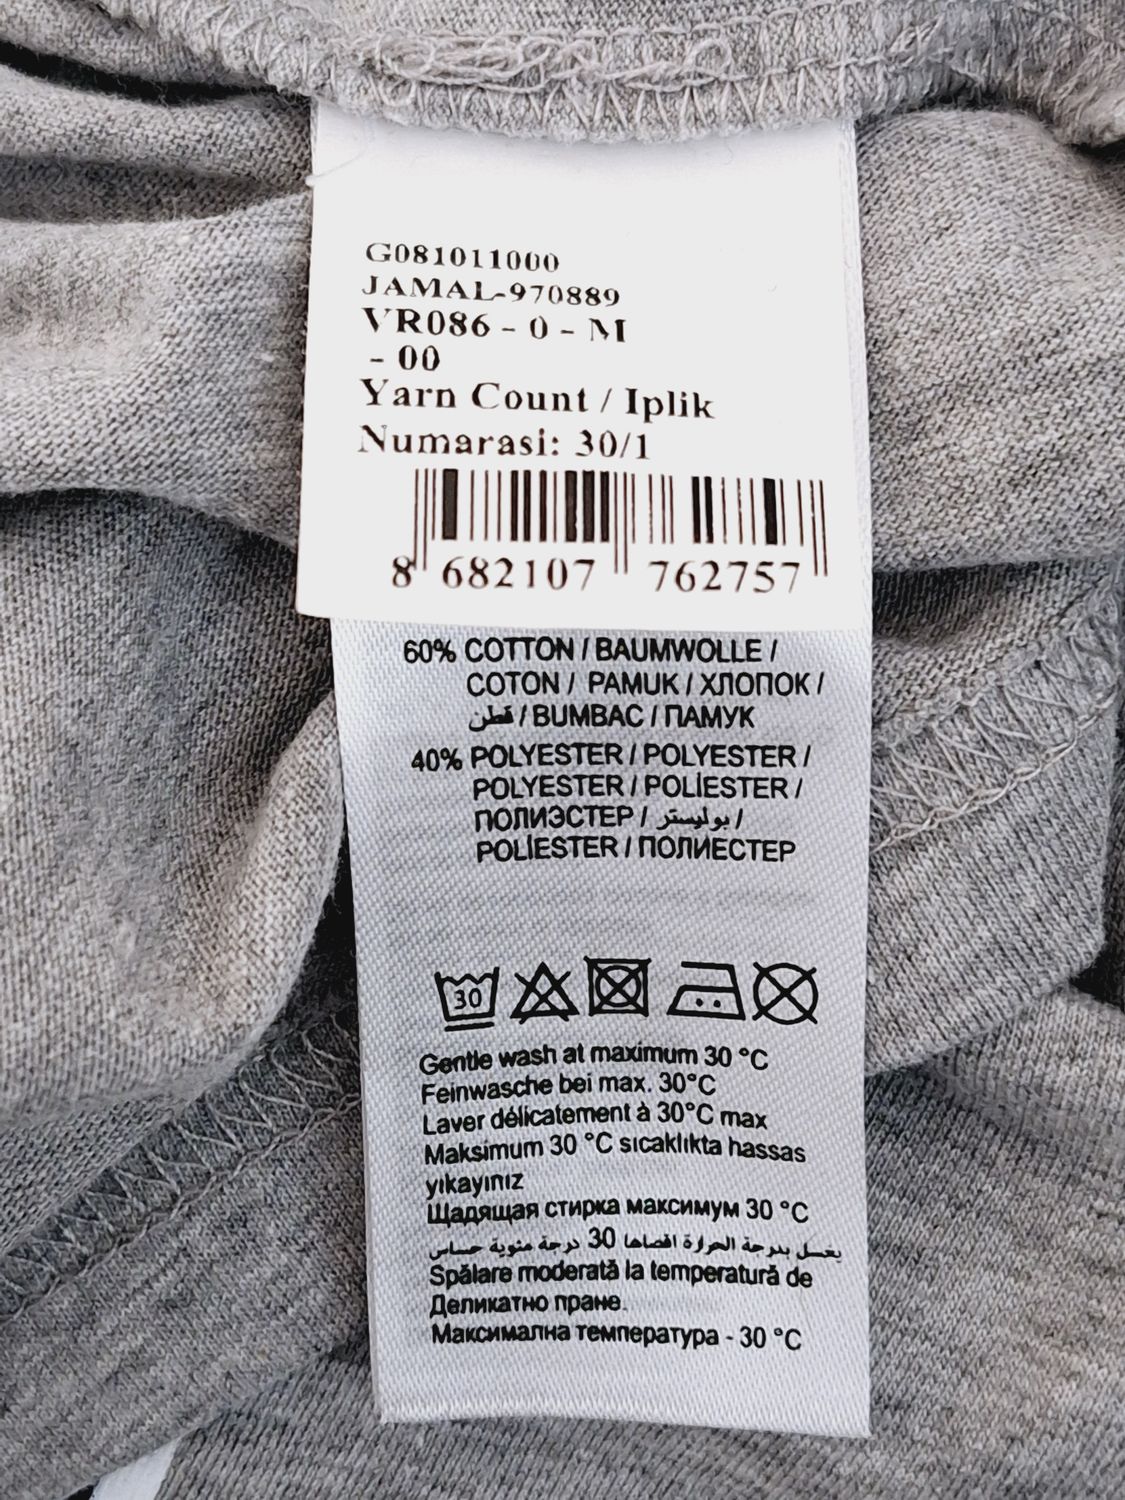 G081011000
JAMAL-970889
VR086 - 0 - M
- 00
Yarn Count / Iplik
Numarasi: 30/1
8 682107 762757
60% COTTON / BAUMWOLLE /
COTON / PAMUK / ХЛОПОК /
قطن / BUMBAC / ПАМУК
40% POLYESTER / POLYESTER /
POLYESTER / POLİESTER /
ПОЛИЭСТЕР / بوليستر /
POLİESTER / ПОЛИЕСТЕР
30
Gentle wash at maximum 30 °C
Feinwasche bei max. 30°C
Laver délicatement à 30°C max
Maksimum 30 °C sıcaklıkta hassas
yıkayınız
Щадящая стирка максимум 30 °C
يغسل بدرجة الحرارة اقصاها 30 درجة مئوية حساس
Spălare moderată la temperatură de
Деликатно пране.
Максимална температура - 30 °C